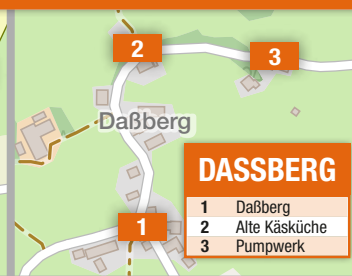 2
3
Daßberg
1
DASSBERG
1 Daßberg
2 Alte Käsküche
3 Pumpwerk